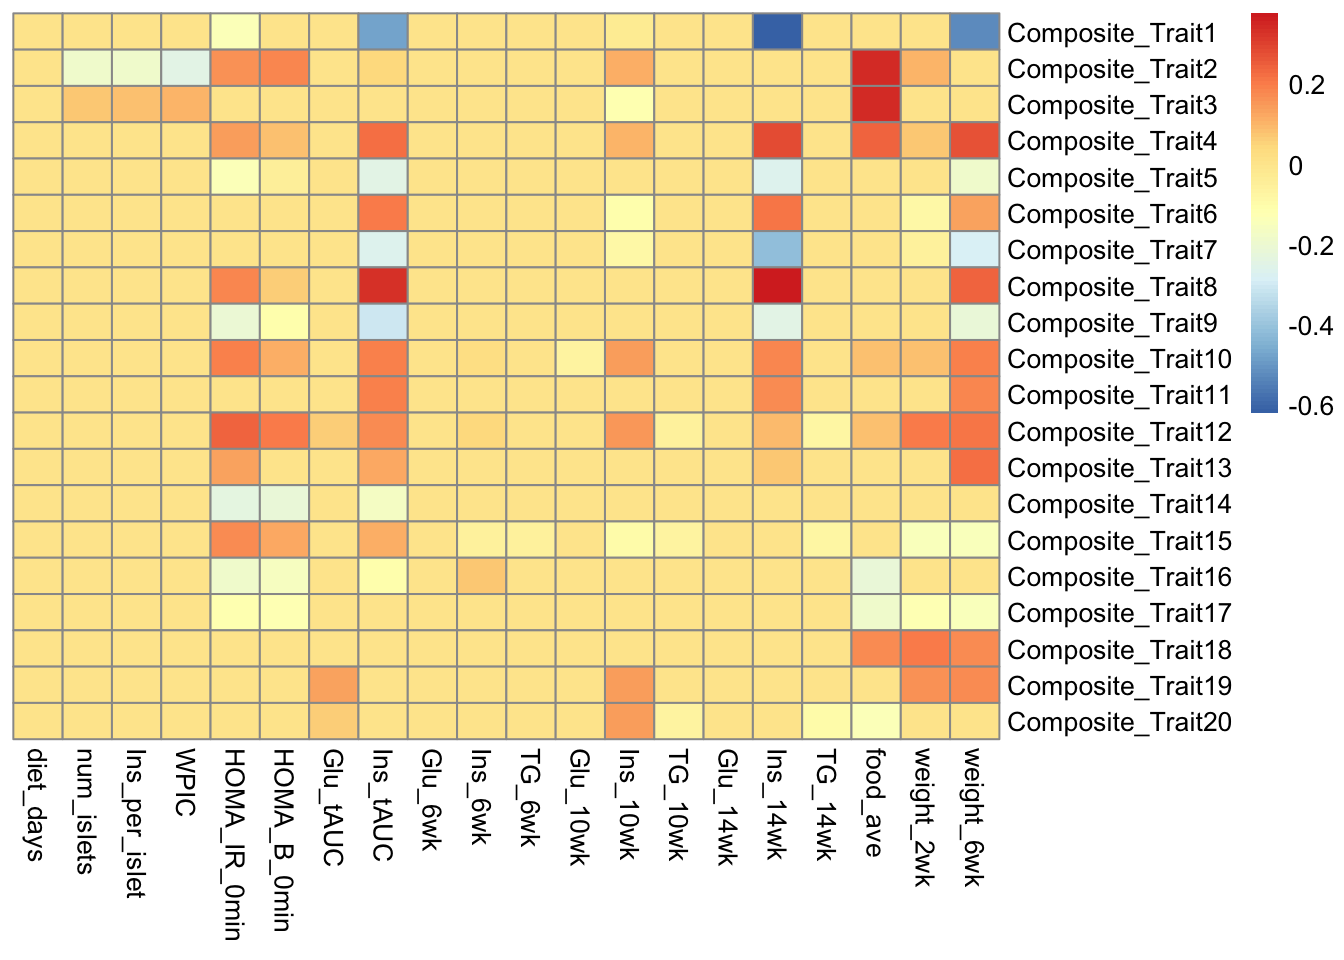 Composite_Trait1
Composite_Trait2
Composite_Trait3
Composite_Trait4
Composite_Trait5
Composite_Trait6
Composite_Trait7
Composite_Trait8
Composite_Trait9
Composite_Trait10
Composite_Trait11
Composite_Trait12
Composite_Trait13
Composite_Trait14
Composite_Trait15
Composite_Trait16
Composite_Trait17
Composite_Trait18
Composite_Trait19
Composite_Trait20
0.2
0
-0.2
-0.4
-0.6
diet_days
num_islets
Ins_per_islet
WPIC
HOMA_IR_0min
HOMA_B_0min
Glu_tAUC
Ins_tAUC
Glu_6wk
Ins_6wk
TG_6wk
Glu_10wk
Ins_10wk
TG_10wk
Glu_14wk
Ins_14wk
TG_14wk
food_ave
weight_2wk
weight_6wk